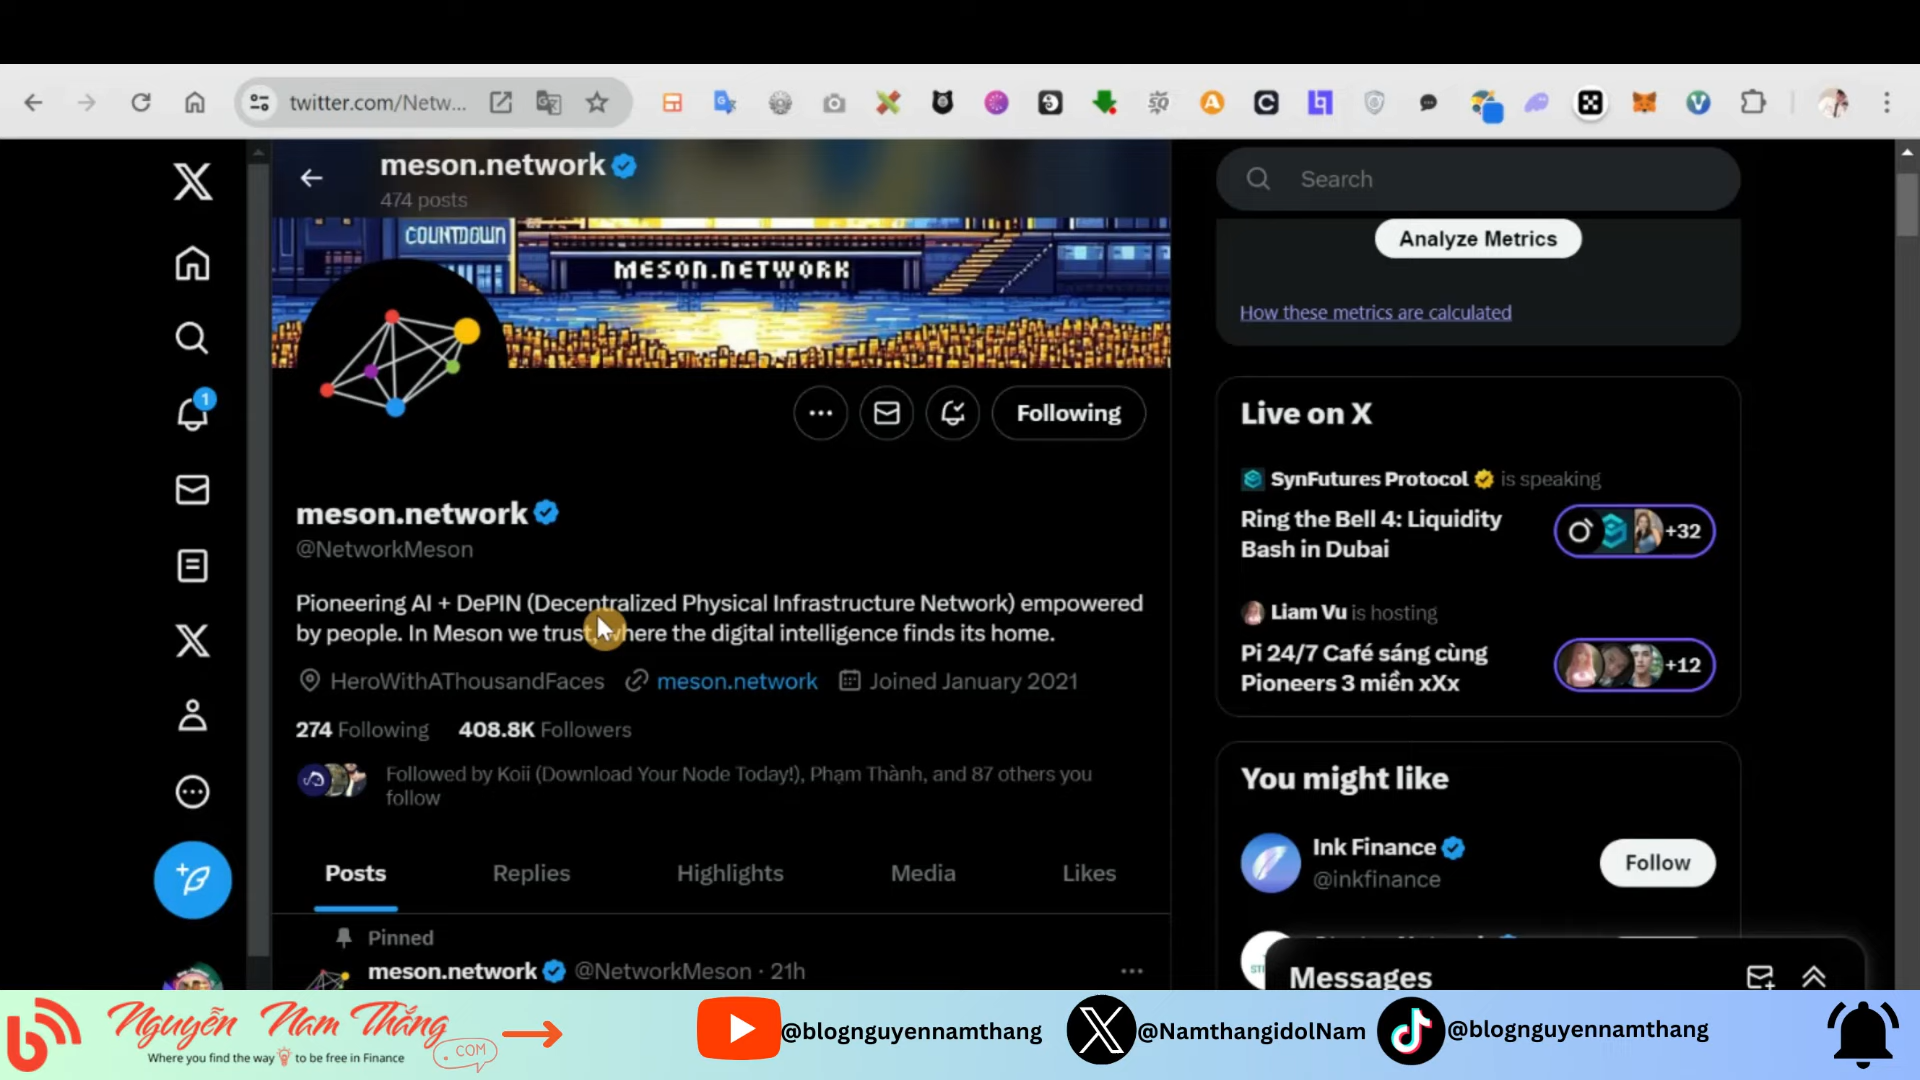 twitter.com/Netw...
meson.network
474 posts
COUNTDOWN
MESON.NETWORK
Following
meson.network
@NetworkMeson
Pioneering AI + DePIN (Decentralized Physical Infrastructure Network) empowered
by people. In Meson we trust, where the digital intelligence finds its home.
HeroWithAThousandFaces meson.network Joined January 2021
274 Following 408.8K Followers
Followed by Koii (Download Your Node Today!), Phạm Thành, and 87 others you
follow
Posts Replies Highlights Media Likes
Pinned
meson.network @NetworkMeson · 21h
1
Search
Analyze Metrics
How these metrics are calculated
Live on X
SynFutures Protocol is speaking
Ring the Bell 4: Liquidity
Bash in Dubai
+32
Liam Vu is hosting
Pi 24/7 Café sáng cùng
Pioneers 3 miền xXx
+12
You might like
Ink Finance
@inkfinance
Follow
Messages
Nguyễn Nam Thắng
.COM
Where you find the way to be free in Finance
@blognguyennamthang
@NamthangidolNam
@blognguyennamthang